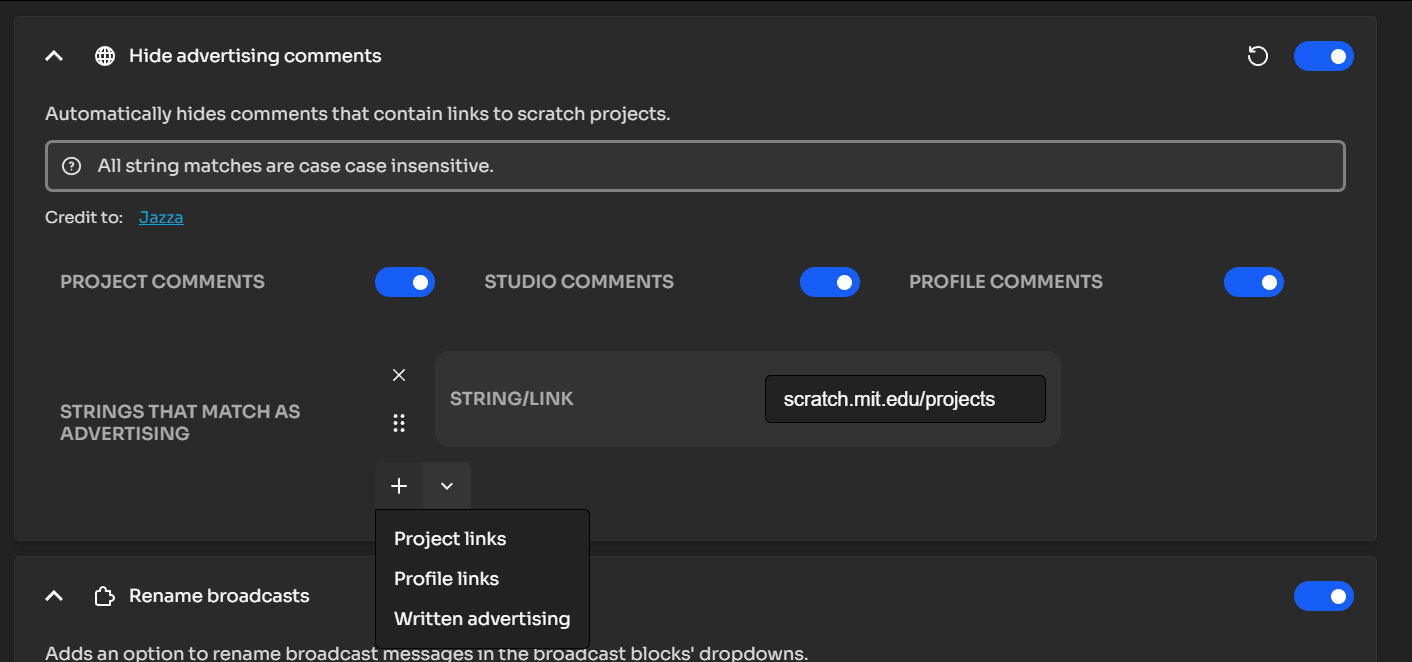 Hide advertising comments
Automatically hides comments that contain links to scratch projects.
All string matches are case case insensitive.
Credit to: Jazza
PROJECT COMMENTS STUDIO COMMENTS PROFILE COMMENTS
STRING/LINK scratch.mit.edu/projects
STRINGS THAT MATCH AS
ADVERTISING
Project links
Profile links
Written advertising
Rename broadcasts
Adds an option to rename broadcast messages in the broadcast blocks' dropdowns.